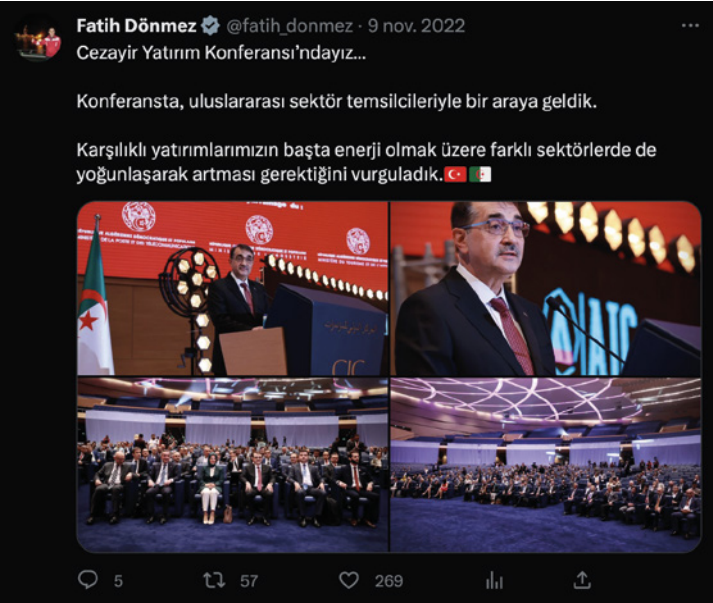 Fatih Dönmez @fatih_donmez · 9 nov. 2022
Cezayir Yatırım Konferansı’ndayız...
Konferansta, uluslararası sektör temsilcileriyle bir araya geldik.
Karşılıklı yatırımlarımızın başta enerji olmak üzere farklı sektörlerde de
yoğunlaşarak artması gerektiğini vurguladık.🇹🇷🇩🇿
CIC
AIC
5 57 269